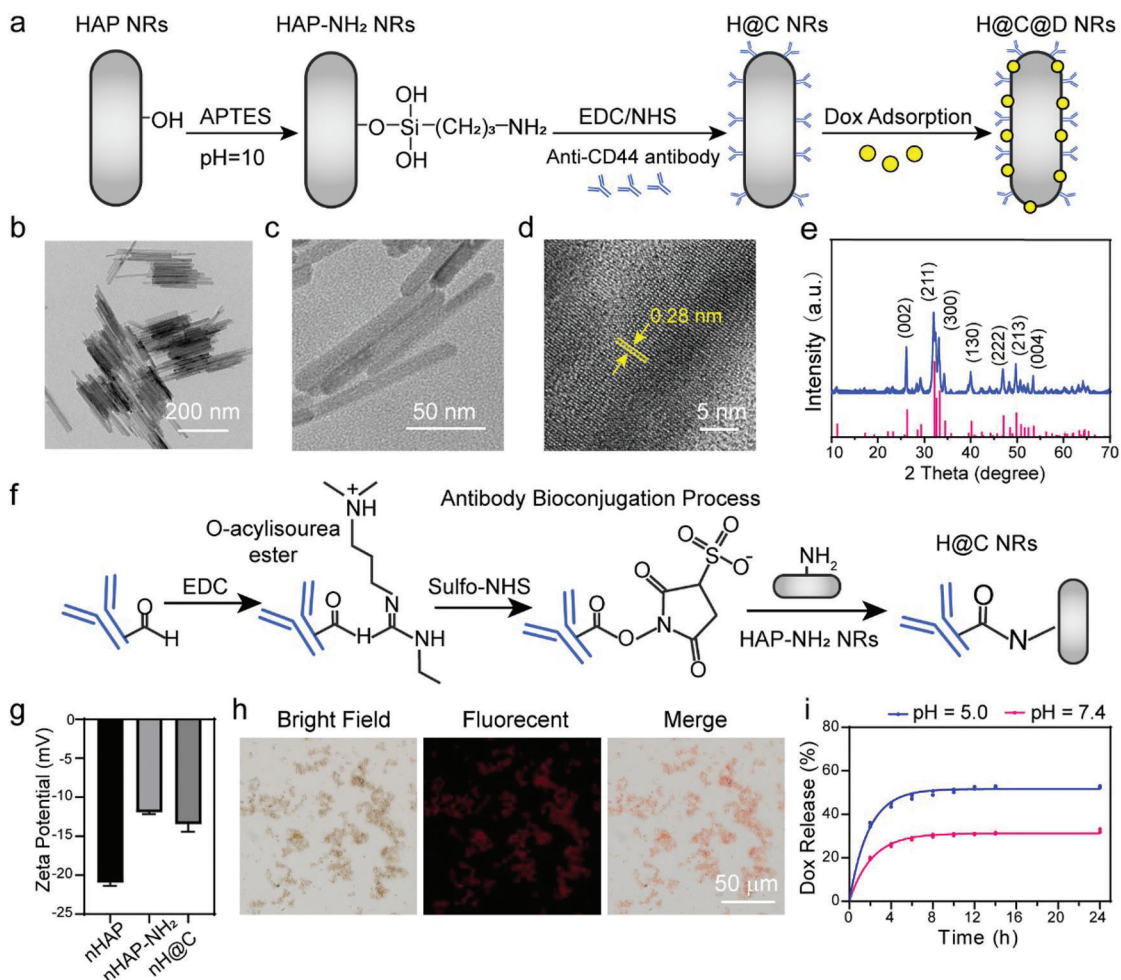 a
HAP NRs
HAP-NH₂ NRs
H@C NRs
H@C@D NRs
OH
APTES
pH=10
OH
O-Si-(CH₂)₃-NH₂
OH
EDC/NHS
Anti-CD44 antibody
Dox Adsorption
b
200 nm
c
50 nm
d
0.28 nm
5 nm
e
Intensity (a.u.)
(002)
(211)
(300)
(130)
(222)
(213)
(004)
10 20 30 40 50 60 70
2 Theta (degree)
f
Antibody Bioconjugation Process
O
H
EDC
O-acylisourea
ester
+
NH
N
O
H
N
H
Sulfo-NHS
O
O
S
O⁻
O
O
O
N
O
NH₂
HAP-NH₂ NRs
H@C NRs
O
N
g
Zeta Potential (mV)
0
-5
-10
-15
-20
-25
nHAP
nHAP-NH₂
nH@C
h
Bright Field
Fluorecent
Merge
50 μm
i
pH = 5.0
pH = 7.4
Dox Release (%)
80
60
40
20
0
0 4 8 12 16 20 24
Time (h)